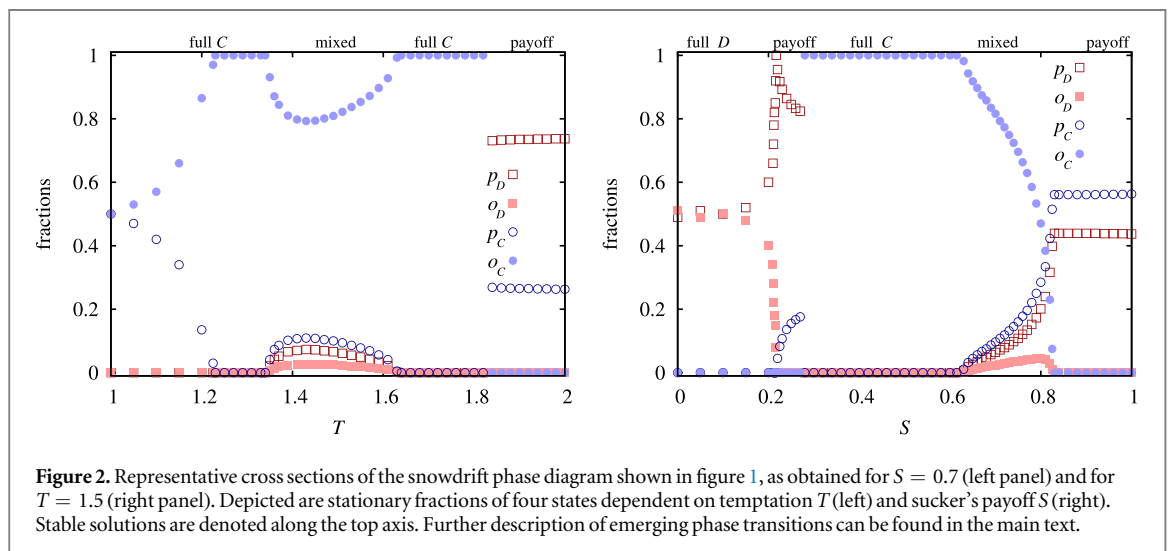 full C mixed full C payoff
1
0.8
0.6
0.4
0.2
0
fractions
p_D
o_D
p_C
o_C
1 1.2 1.4 1.6 1.8 2
T
full D payoff full C mixed payoff
1
0.8
0.6
0.4
0.2
0
fractions
p_D
o_D
p_C
o_C
0 0.2 0.4 0.6 0.8 1
S
Figure 2. Representative cross sections of the snowdrift phase diagram shown in figure 1, as obtained for S = 0.7 (left panel) and for
T = 1.5 (right panel). Depicted are stationary fractions of four states dependent on temptation T (left) and sucker's payoff S (right).
Stable solutions are denoted along the top axis. Further description of emerging phase transitions can be found in the main text.